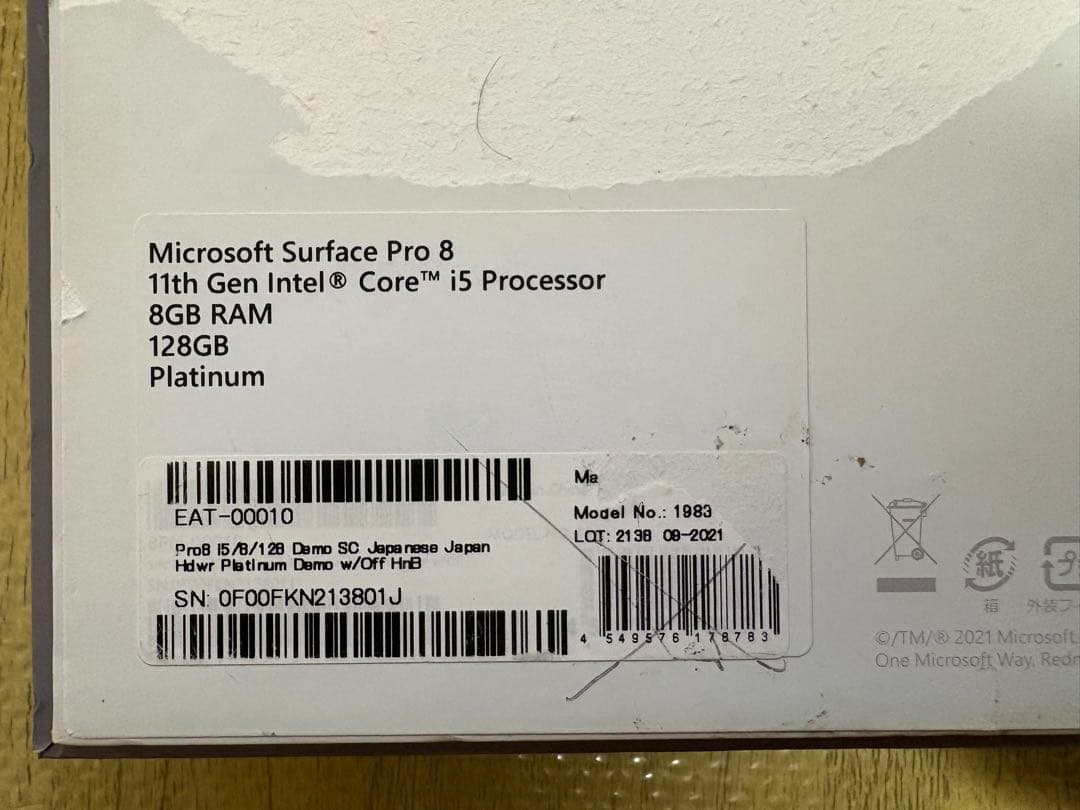 Microsoft Surface Pro 8
11th Gen Intel® Core™ i5 Processor
8GB RAM
128GB
Platinum
EAT-00010
Pro8 I5/8/128 Demo SC Japanese Japan
Hdwr Platinum Demo w/Off HnB
SN: 0F00FKN213801J
Ma
Model No.: 1983
LOT: 2138 09-2021
4 549576 178783
紙
プ
箱
外装フ
©/TM/® 2021 Microsoft.
One Microsoft Way, Redm